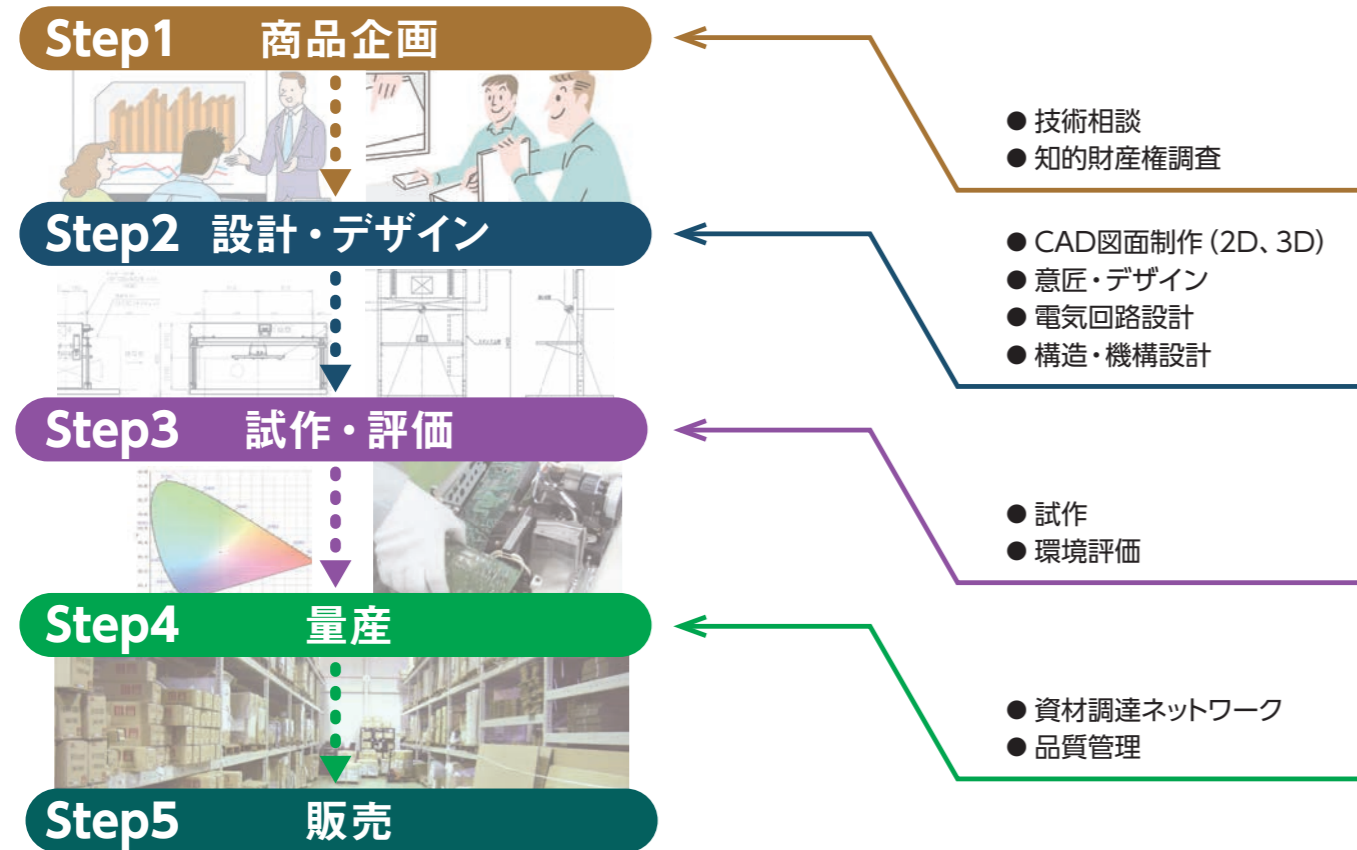 Step1 商品企画
● 技術相談
● 知的財産権調査
Step2 設計・デザイン
● CAD図面制作（2D、3D）
● 意匠・デザイン
● 電気回路設計
● 構造・機構設計
Step3 試作・評価
● 試作
● 環境評価
Step4 量産
● 資材調達ネットワーク
● 品質管理
Step5 販売